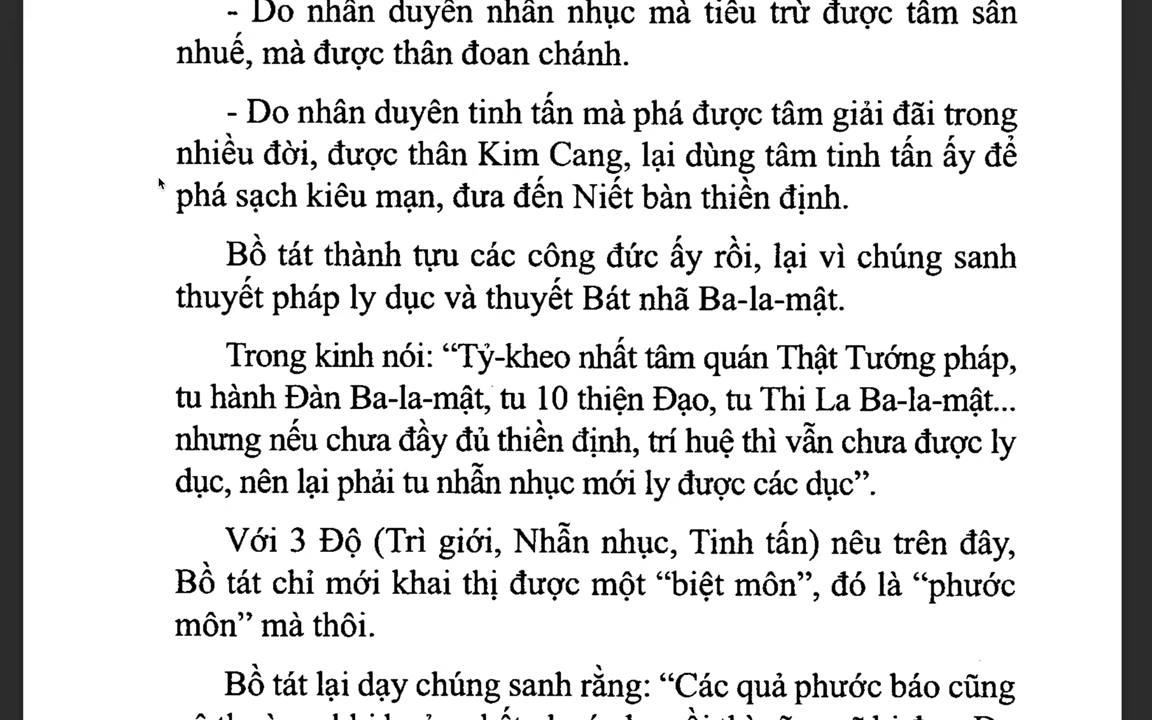 - Do nhân duyên nhẫn nhục mà tiêu trừ được tâm sân
nhuế, mà được thân đoan chánh.
- Do nhân duyên tinh tấn mà phá được tâm giải đãi trong
nhiều đời, được thân Kim Cang, lại dùng tâm tinh tấn ấy để
phá sạch kiêu mạn, đưa đến Niết bàn thiền định.
Bồ tát thành tựu các công đức ấy rồi, lại vì chúng sanh
thuyết pháp ly dục và thuyết Bát nhã Ba-la-mật.
Trong kinh nói: “Tỷ-kheo nhất tâm quán Thật Tướng pháp,
tu hành Đàn Ba-la-mật, tu 10 thiện Đạo, tu Thi La Ba-la-mật...
nhưng nếu chưa đầy đủ thiền định, trí huệ thì vẫn chưa được ly
dục, nên lại phải tu nhẫn nhục mới ly được các dục”.
Với 3 Độ (Trì giới, Nhẫn nhục, Tinh tấn) nêu trên đây,
Bồ tát chỉ mới khai thị được một “biệt môn”, đó là “phước
môn” mà thôi.
Bồ tát lại dạy chúng sanh rằng: “Các quả phước báo cũng